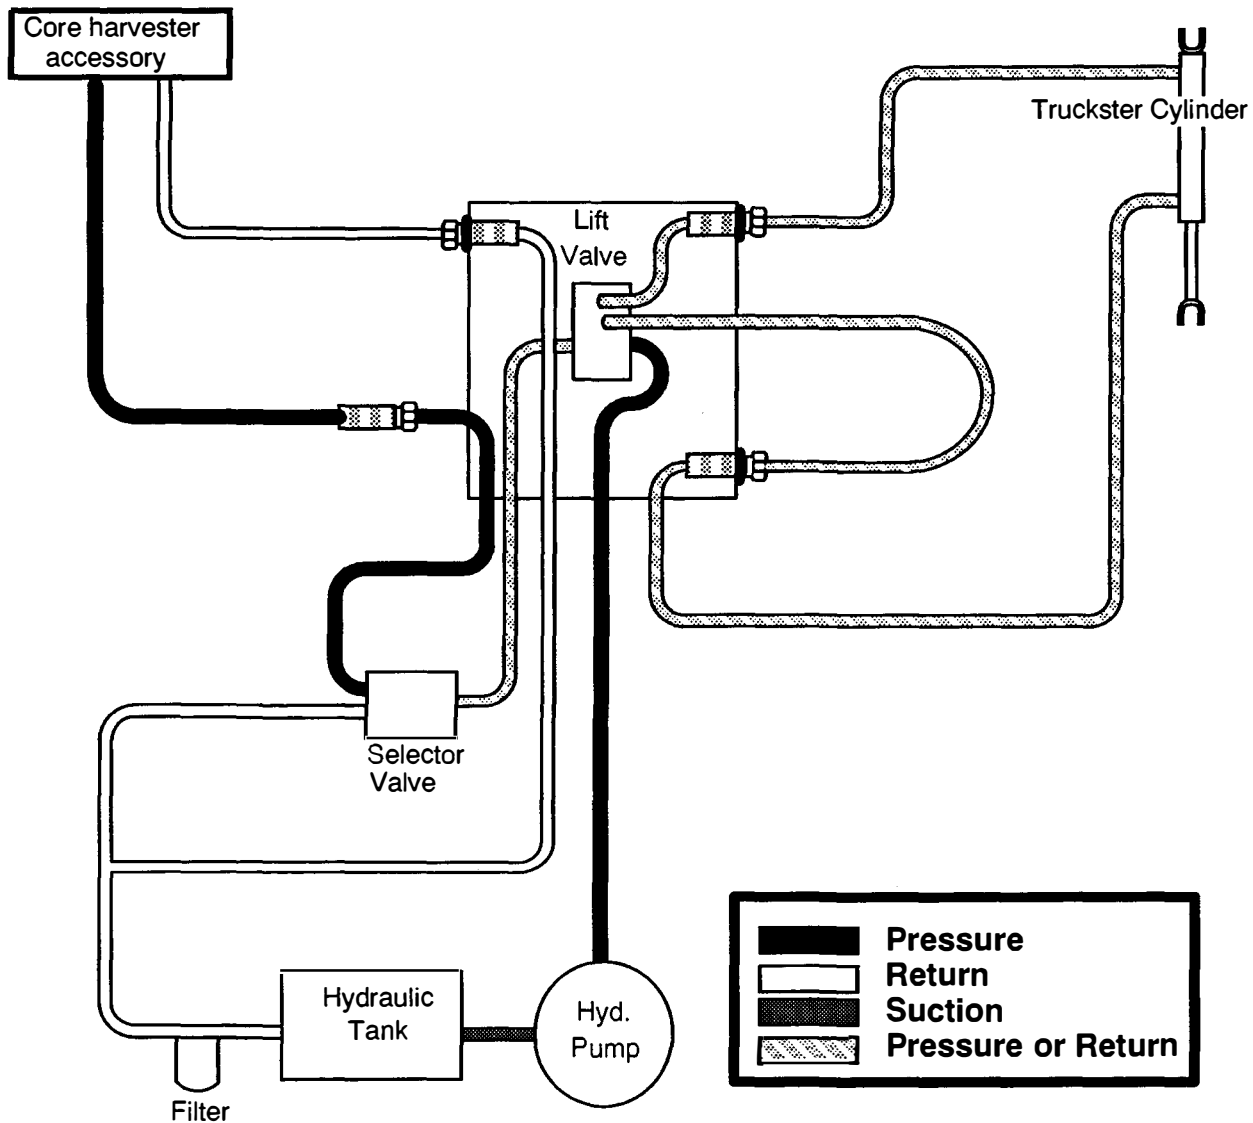 Core harvester
accessory
Truckster Cylinder
Lift
Valve
Selector
Valve
Hydraulic
Tank
Hyd.
Pump
Filter
Pressure
Return
Suction
Pressure or Return